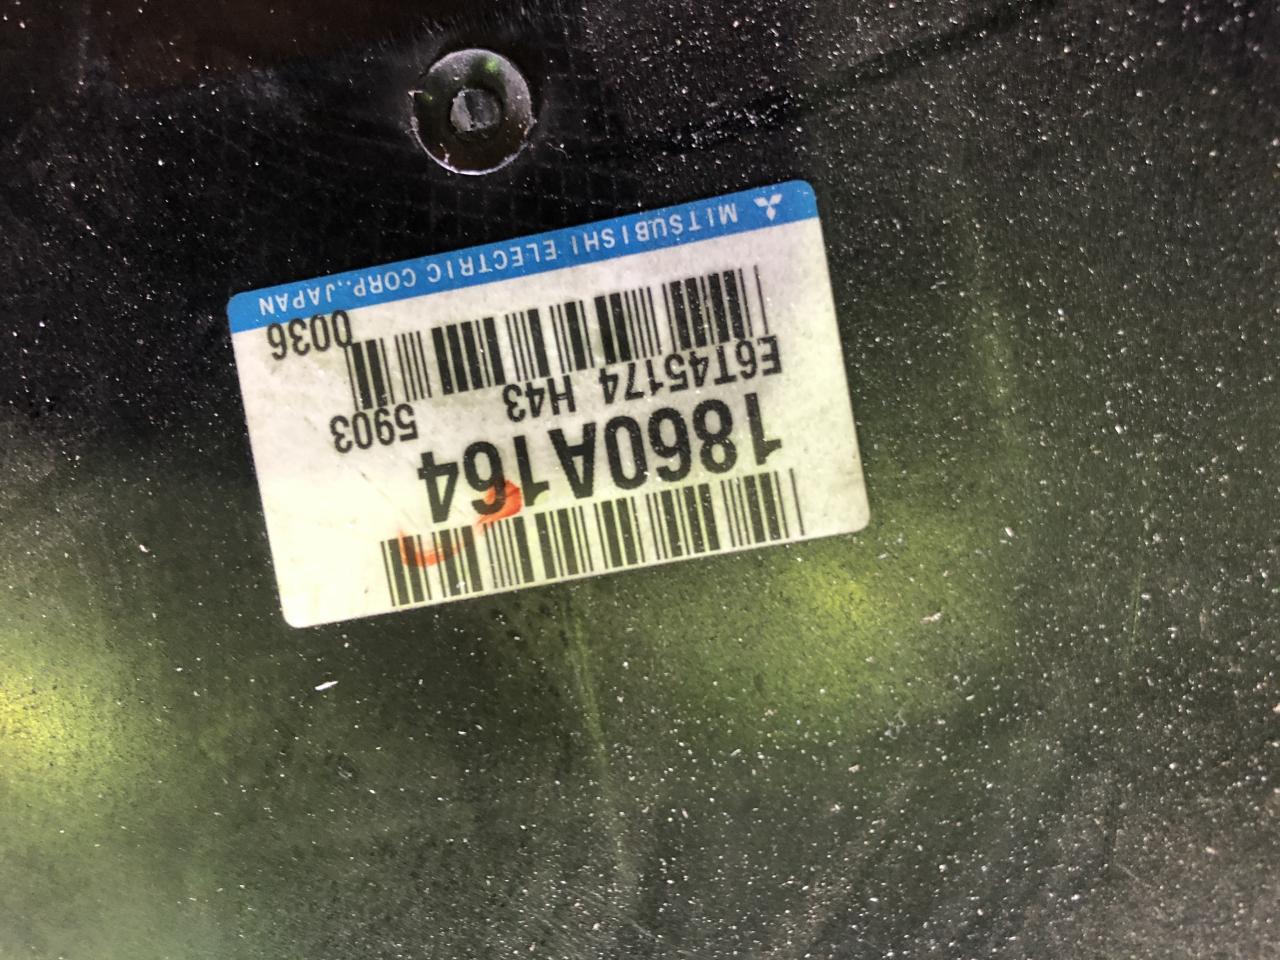 1860A164
E6T45174 H43 5903
0036
MITSUBISHI ELECTRIC CORP.,JAPAN